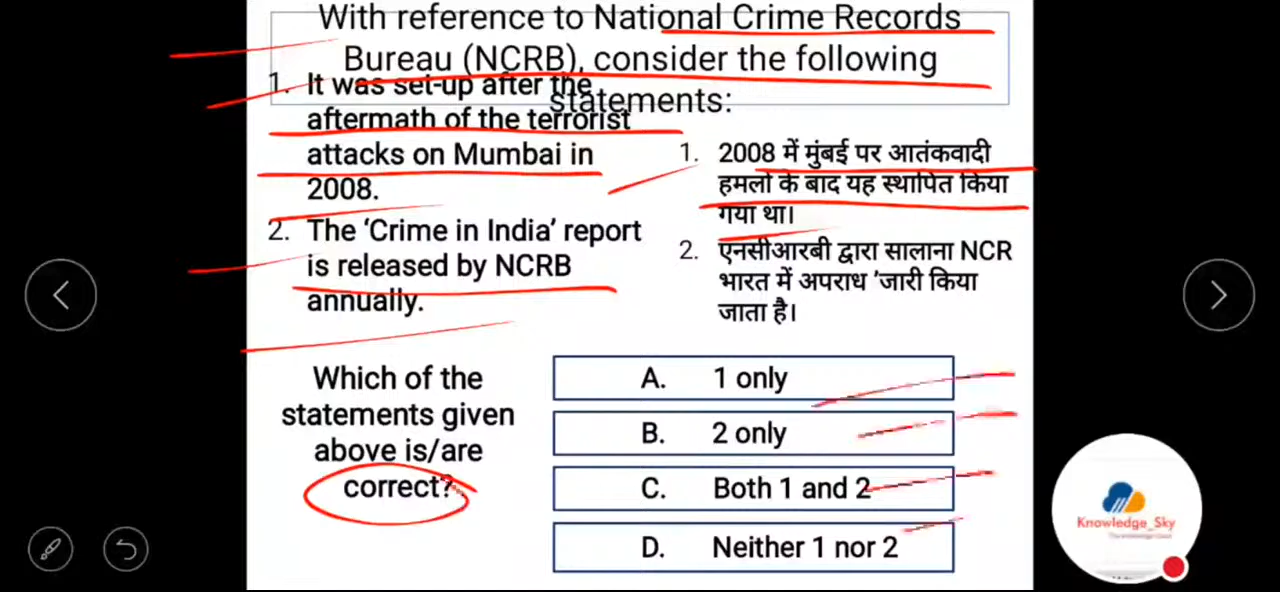 With reference to National Crime Records
Bureau (NCRB), consider the following
statements:
1. It was set-up after the
aftermath of the terrorist
attacks on Mumbai in
2008.
2. The ‘Crime in India’ report
is released by NCRB
annually.
1. 2008 में मुंबई पर आतंकवादी
हमलों के बाद यह स्थापित किया
गया था।
2. एनसीआरबी द्वारा सालाना NCR
भारत में अपराध 'जारी किया
जाता है।
Which of the
statements given
above is/are
correct?
A. 1 only
B. 2 only
C. Both 1 and 2
D. Neither 1 nor 2
Knowledge_Sky